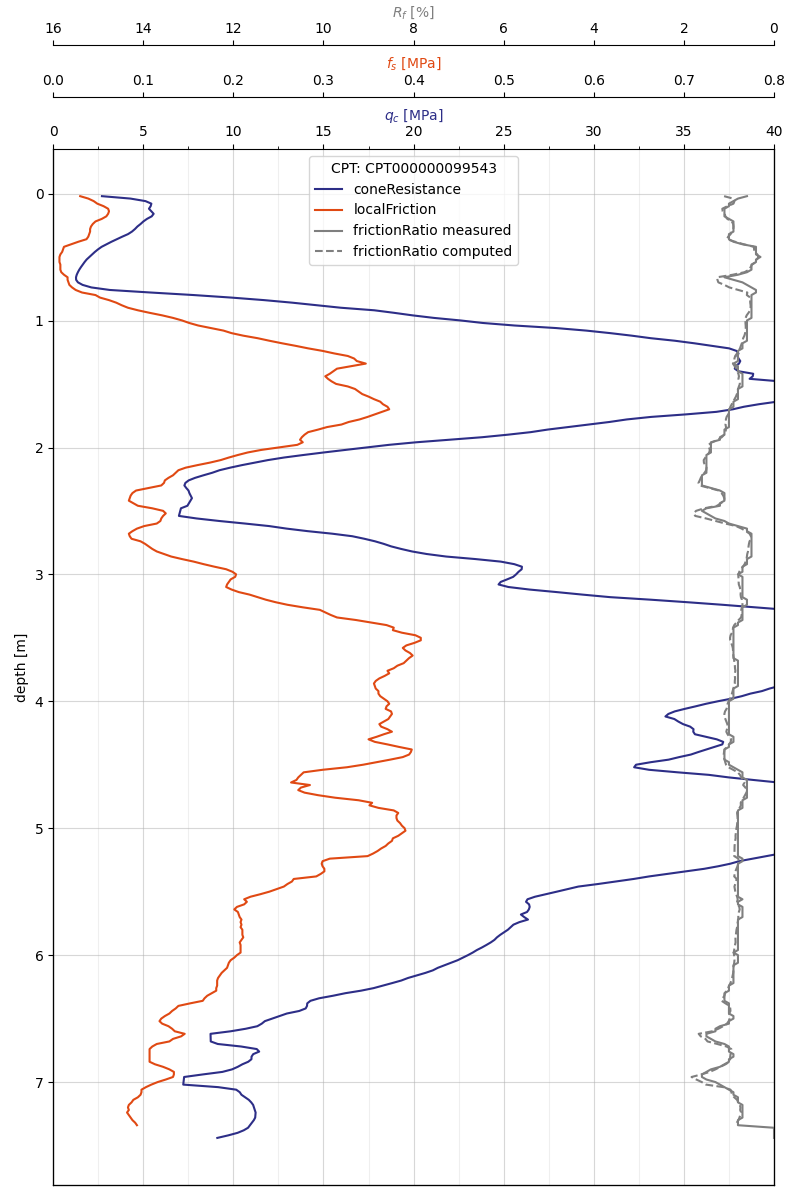 R_f [%]
16 14 12 10 8 6 4 2 0
f_s [MPa]
0.0 0.1 0.2 0.3 0.4 0.5 0.6 0.7 0.8
q_c [MPa]
0 5 10 15 20 25 30 35 40
CPT: CPT000000099543
coneResistance
localFriction
frictionRatio measured
frictionRatio computed
depth [m]
0
1
2
3
4
5
6
7